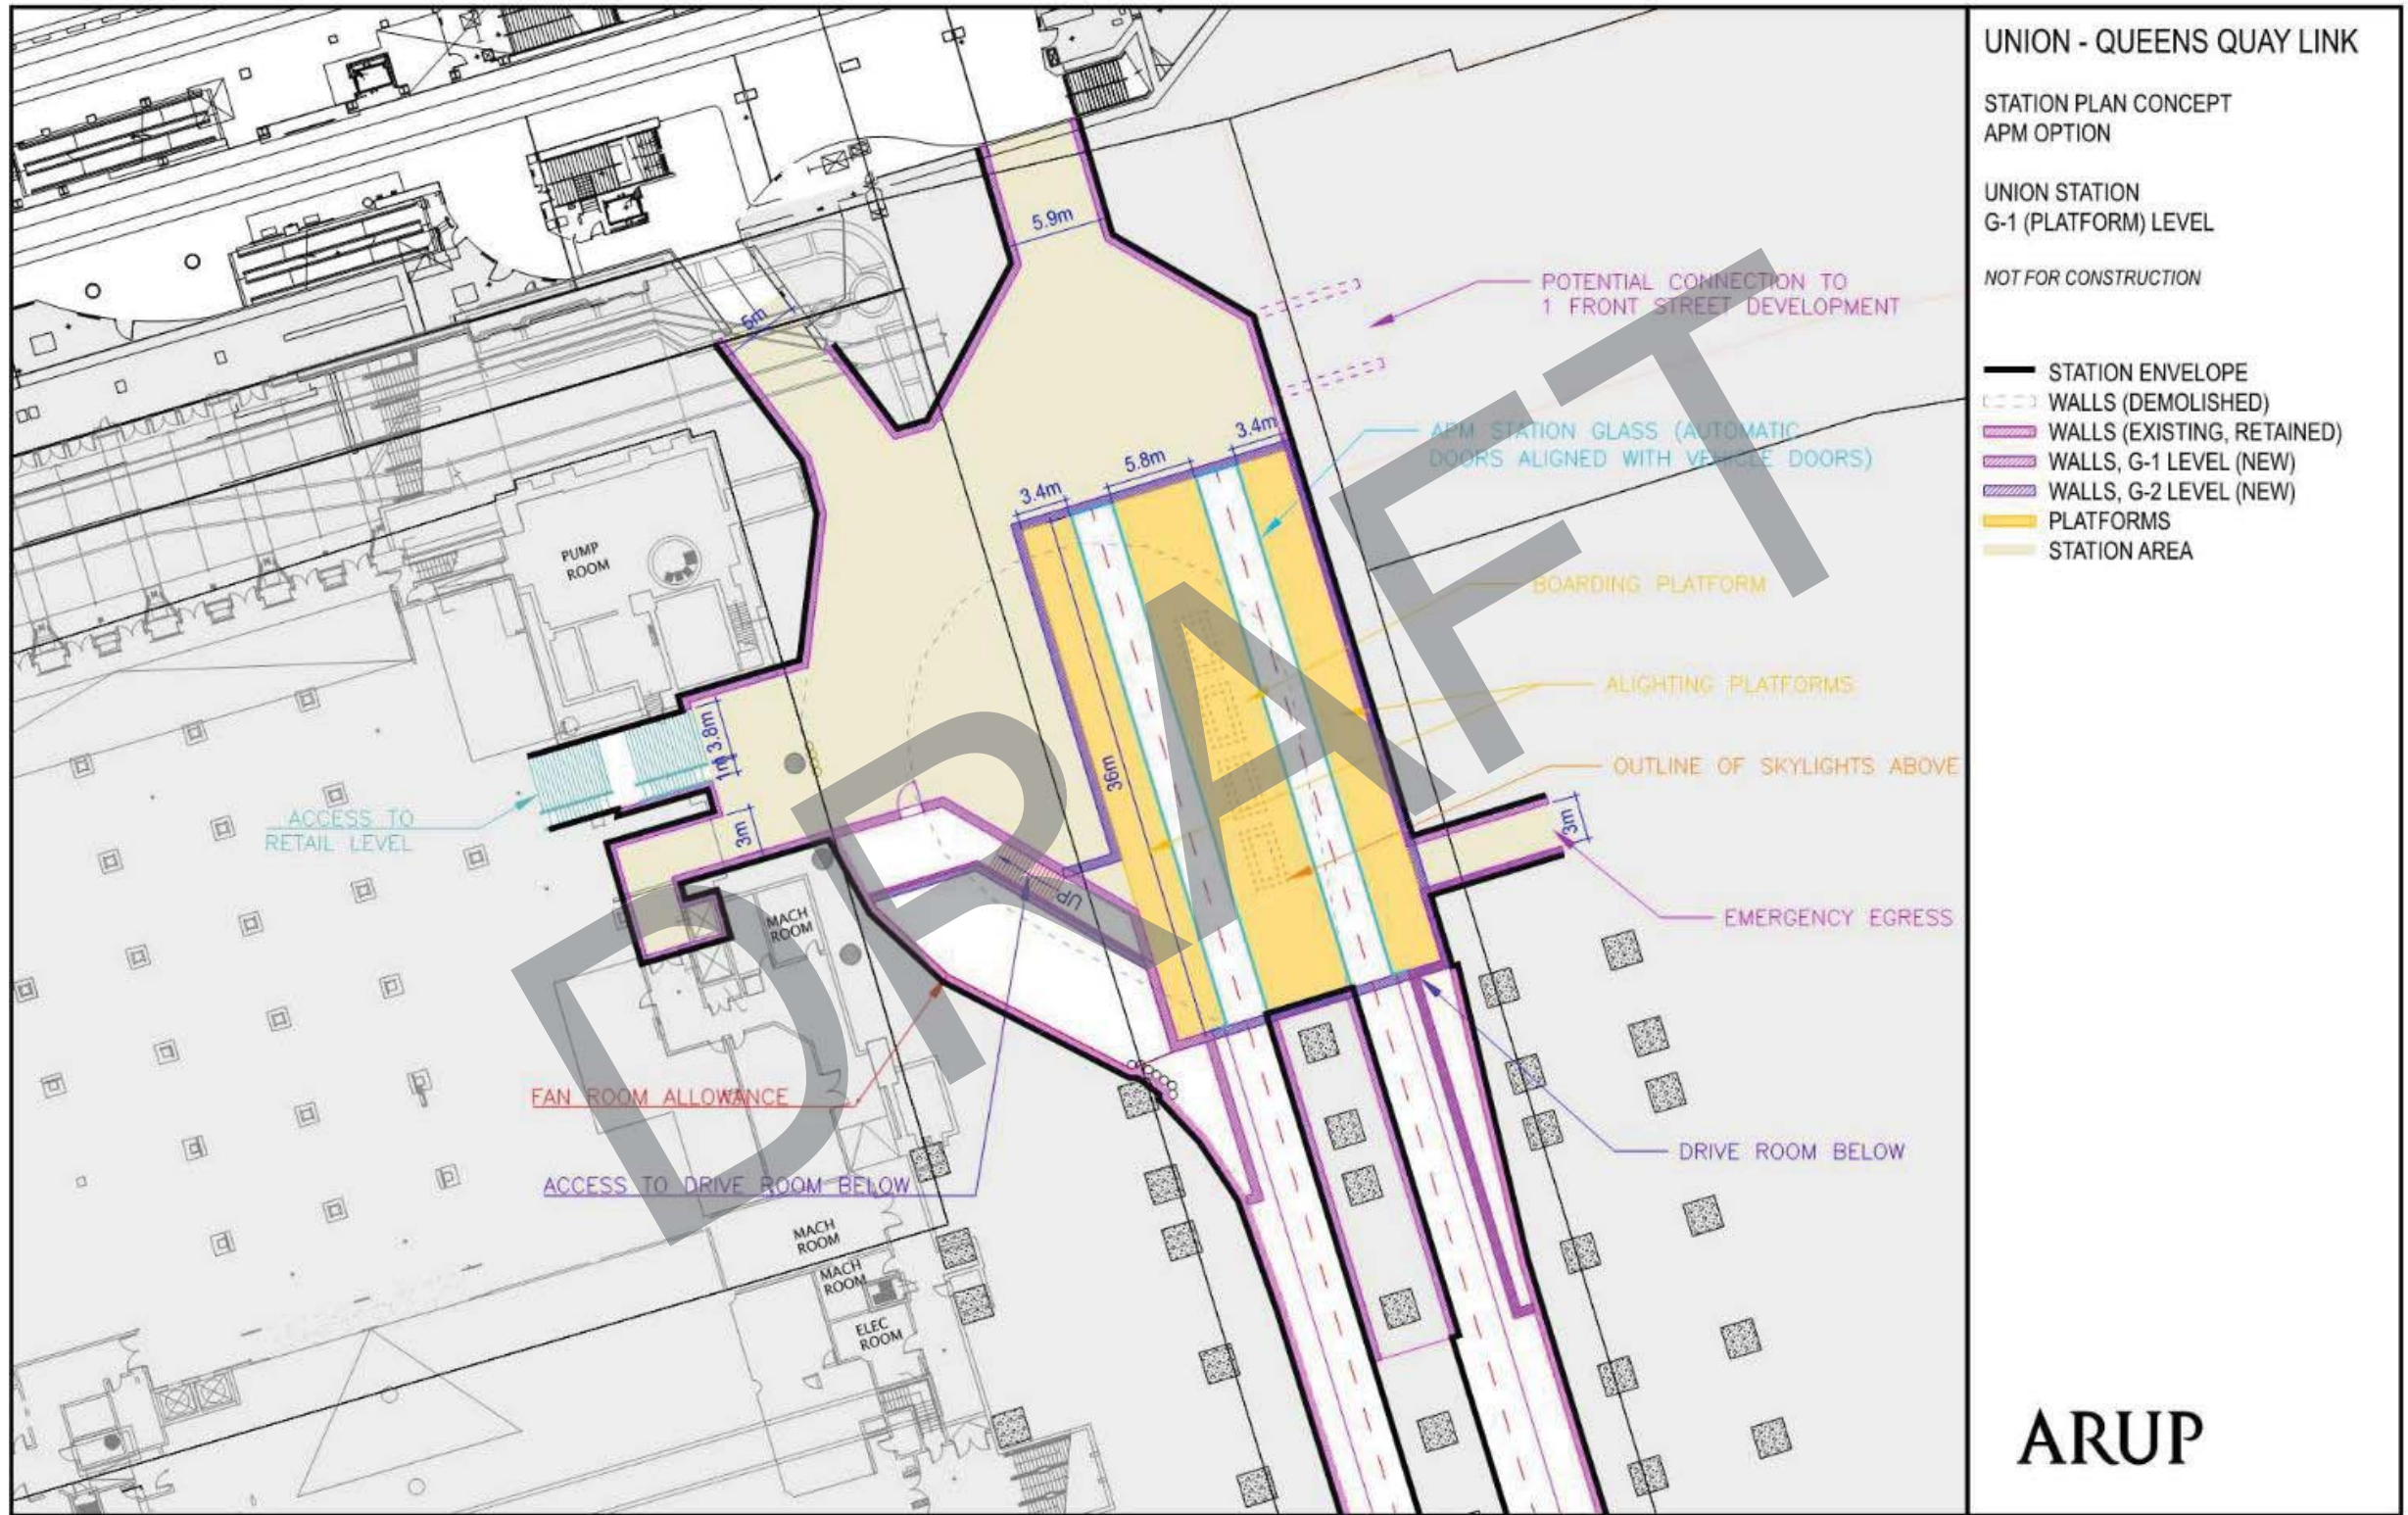 UNION - QUEENS QUAY LINK
STATION PLAN CONCEPT
APM OPTION
UNION STATION
G-1 (PLATFORM) LEVEL
NOT FOR CONSTRUCTION
STATION ENVELOPE
WALLS (DEMOLISHED)
WALLS (EXISTING, RETAINED)
WALLS, G-1 LEVEL (NEW)
WALLS, G-2 LEVEL (NEW)
PLATFORMS
STATION AREA
ARUP
5.9m
6m
POTENTIAL CONNECTION TO
1 FRONT STREET DEVELOPMENT
3.4m
5.8m
3.4m
APM STATION GLASS (AUTOMATIC
DOORS ALIGNED WITH VEHICLE DOORS)
PUMP
ROOM
BOARDING PLATFORM
ALIGHTING PLATFORMS
3.8m
1m
36m
OUTLINE OF SKYLIGHTS ABOVE
ACCESS TO
RETAIL LEVEL
3m
3m
UP
MACH
ROOM
EMERGENCY EGRESS
FAN ROOM ALLOWANCE
DRIVE ROOM BELOW
ACCESS TO DRIVE ROOM BELOW
MACH
ROOM
MACH
ROOM
ELEC
ROOM
DRAFT